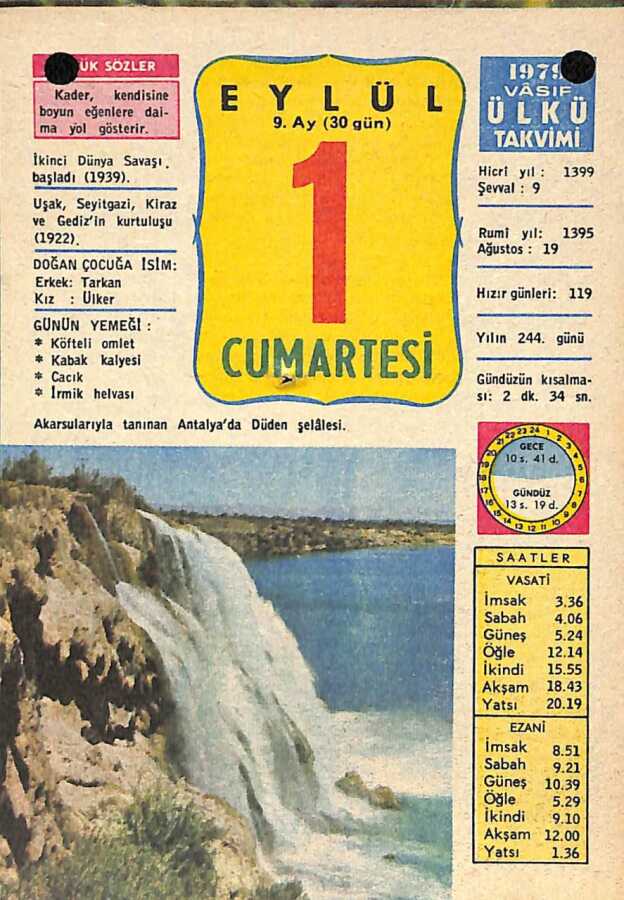 ÜK SÖZLER
Kader, kendisine
boyun eğenlere dai-
ma yol gösterir.
İkinci Dünya Savaşı
başladı (1939).
Uşak, Seyitgazi, Kiraz
ve Gediz'in kurtuluşu
(1922).
DOĞAN ÇOCUĞA İSİM:
Erkek: Tarkan
Kız : Ülker
GÜNÜN YEMEĞİ :
* Köfteli omlet
* Kabak kalyesi
* Cacık
* İrmik helvası
EYLÜL
9. Ay (30 gün)
1
CUMARTESİ
1979
VÂSIF
ÜLKÜ
TAKVİMİ
Hicrî yıl : 1399
Şevval : 9
Rumî yıl: 1395
Ağustos : 19
Hızır günleri: 119
Yılın 244. günü
Gündüzün kısalma-
sı: 2 dk. 34 sn.
Akarsularıyla tanınan Antalya'da Düden şelâlesi.
GECE
10 s. 41 d.
GÜNDÜZ
13 s. 19 d.
SAATLER
VASATİ
İmsak 3.36
Sabah 4.06
Güneş 5.24
Öğle 12.14
İkindi 15.55
Akşam 18.43
Yatsı 20.19
EZANİ
İmsak 8.51
Sabah 9.21
Güneş 10.39
Öğle 5.29
İkindi 9.10
Akşam 12.00
Yatsı 1.36